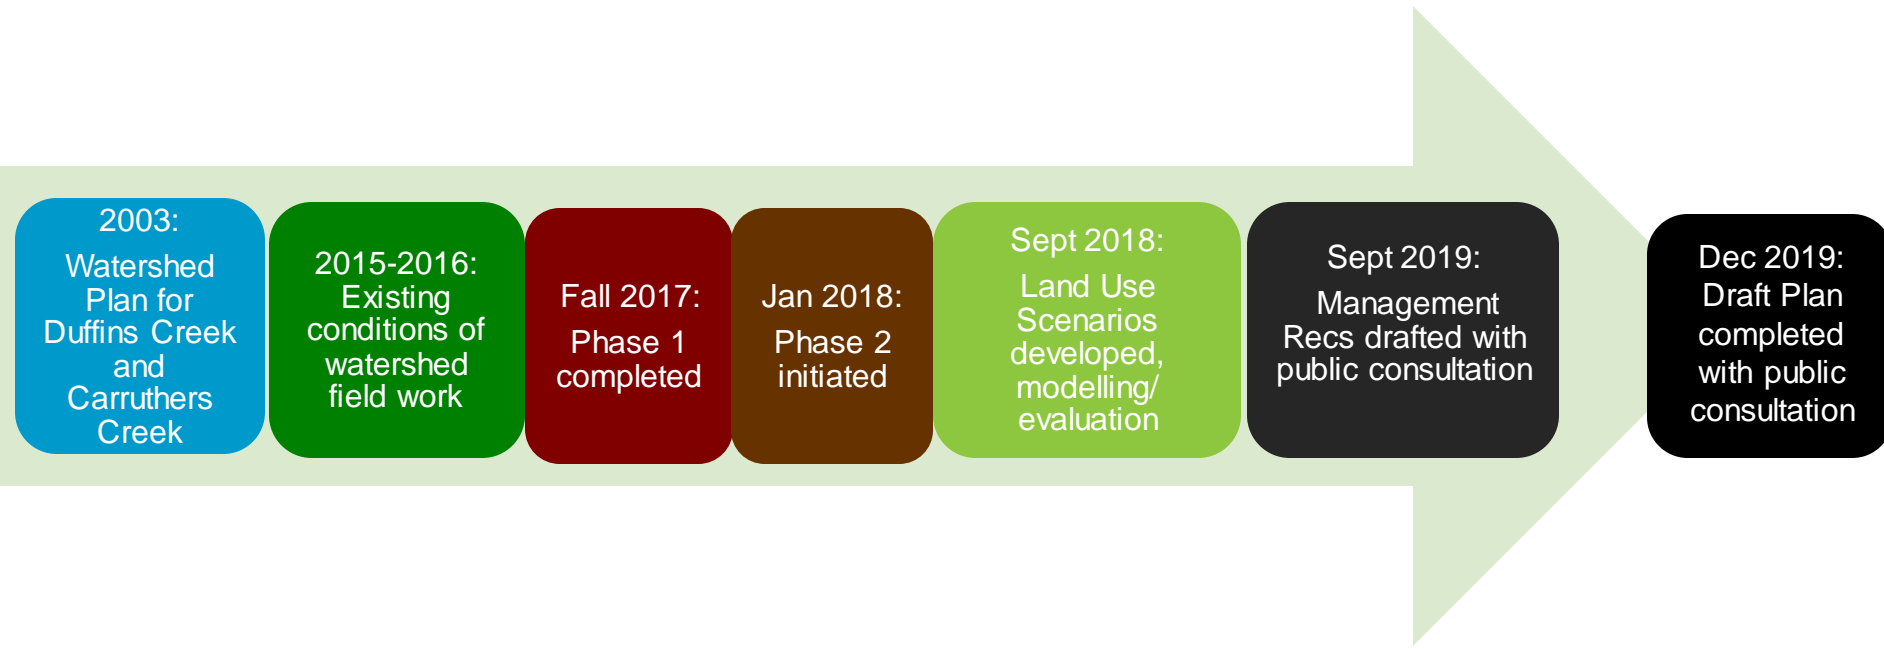 2003:
Watershed
Plan for
Duffins Creek
and
Carruthers
Creek
2015-2016:
Existing
conditions of
watershed
field work
Fall 2017:
Phase 1
completed
Jan 2018:
Phase 2
initiated
Sept 2018:
Land Use
Scenarios
developed,
modelling/
evaluation
Sept 2019:
Management
Recs drafted with
public consultation
Dec 2019:
Draft Plan
completed
with public
consultation